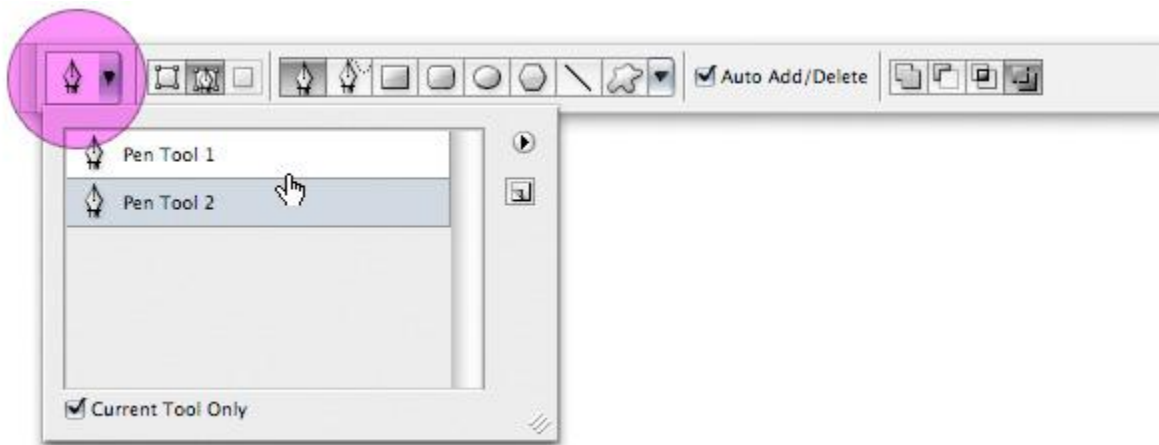 Auto Add/Delete
Pen Tool 1
Pen Tool 2
Current Tool Only